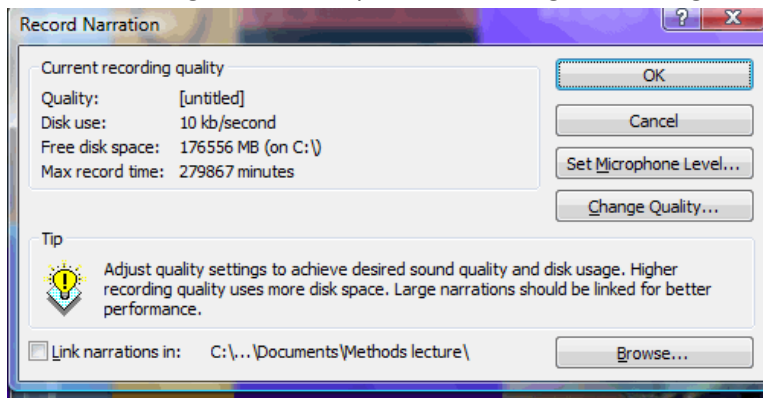 Record Narration
? X
Current recording quality
Quality: [untitled]
Disk use: 10 kb/second
Free disk space: 176556 MB (on C:\)
Max record time: 279867 minutes
OK
Cancel
Set Microphone Level...
Change Quality...
Tip
Adjust quality settings to achieve desired sound quality and disk usage. Higher
recording quality uses more disk space. Large narrations should be linked for better
performance.
Link narrations in: C:\...\Documents\Methods lecture\
Browse...